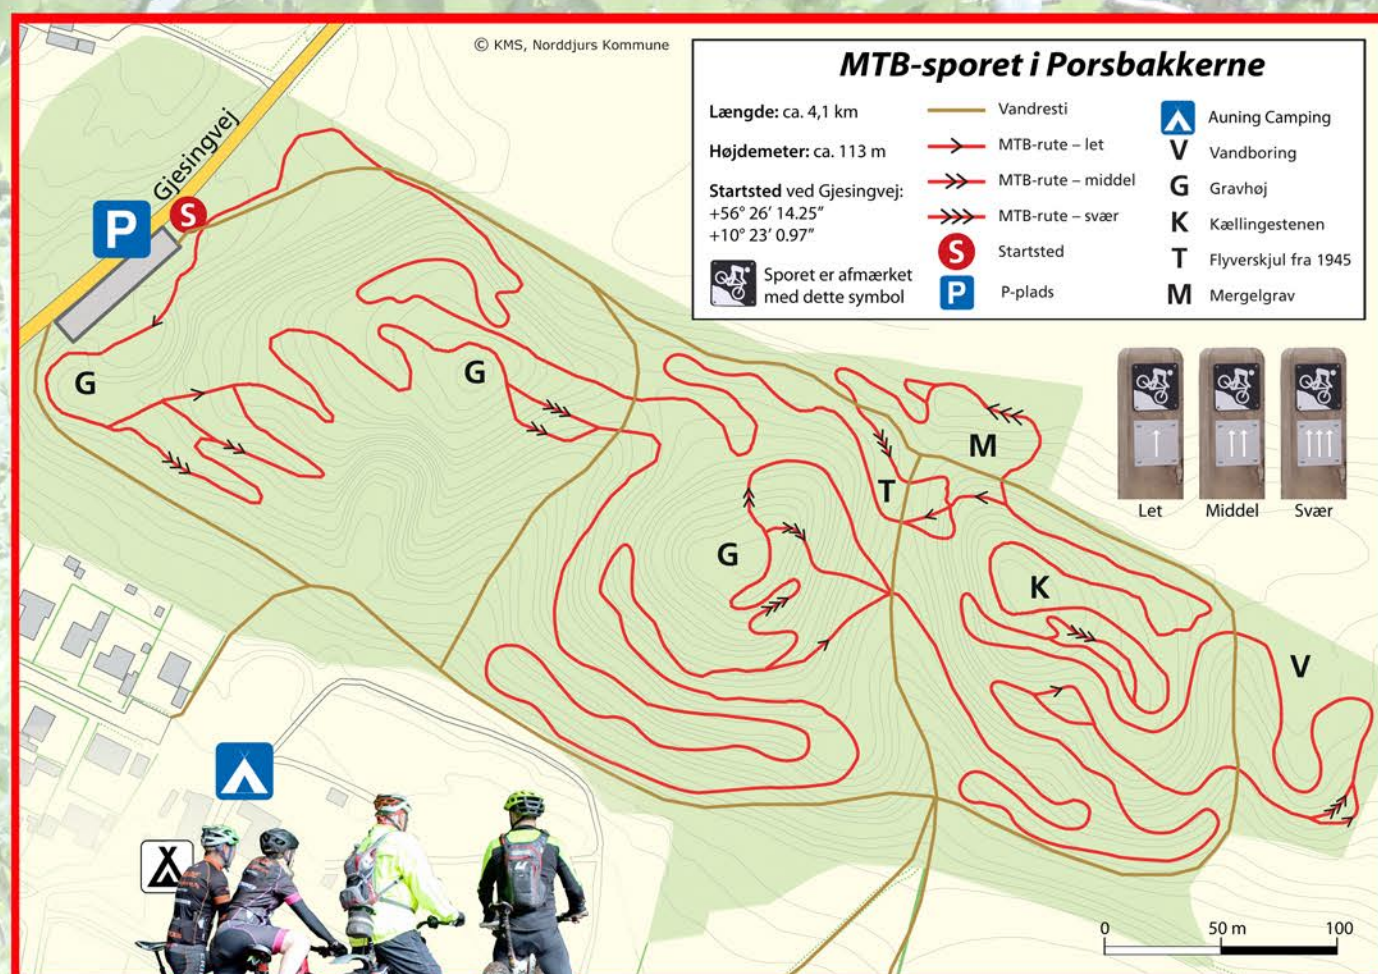 © KMS, Norddjurs Kommune
MTB-sporet i Porsbakkerne
Længde: ca. 4,1 km
Højdemeter: ca. 113 m
Startsted ved Gjesingvej:
+56° 26′ 14.25″
+10° 23′ 0.97″
Sporet er afmærket
med dette symbol
Vandresti
MTB-rute – let
MTB-rute – middel
MTB-rute – svær
S Startsted
P P-plads
Auning Camping
V Vandboring
G Gravhøj
K Kællingestenen
T Flyverskjul fra 1945
M Mergelgrav
Gjesingvej
P
S
G
G
G
T
M
K
V
Let
Middel
Svær
0
50 m
100